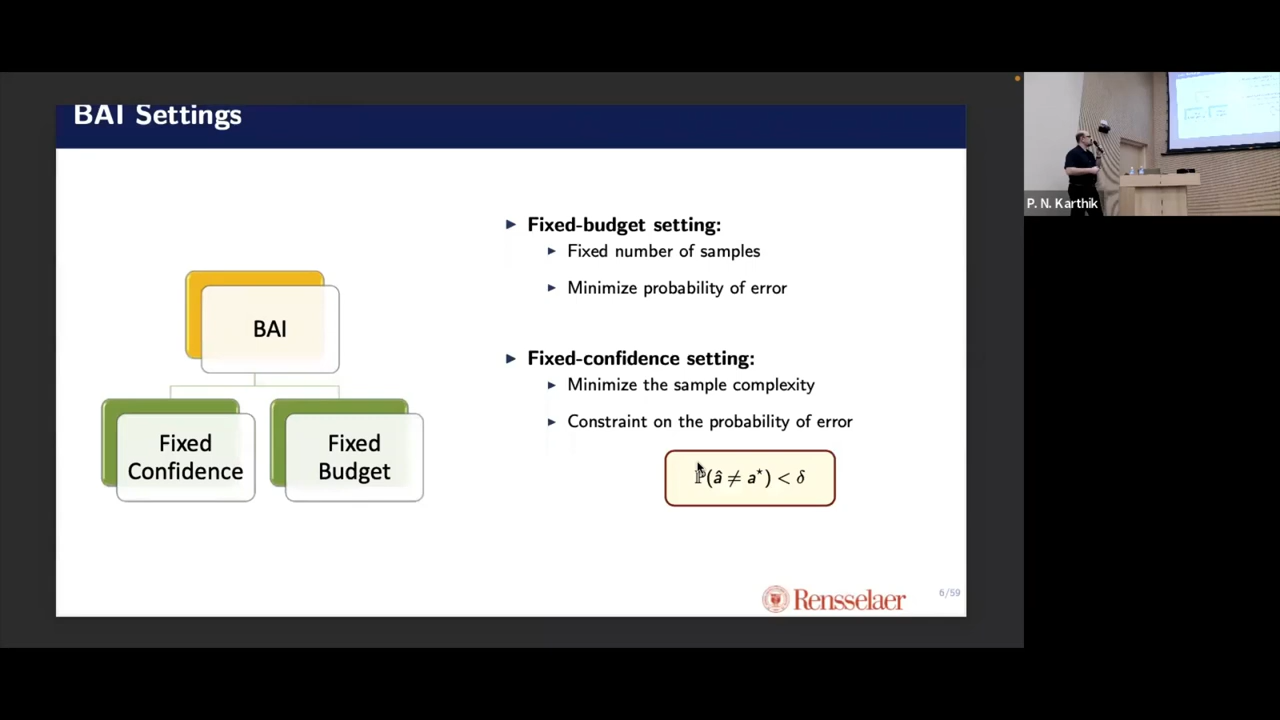 BAI Settings
BAI
Fixed
Confidence
Fixed
Budget
▶ Fixed-budget setting:
▶ Fixed number of samples
▶ Minimize probability of error
▶ Fixed-confidence setting:
▶ Minimize the sample complexity
▶ Constraint on the probability of error
ℙ(â ≠ a*) < δ
Rensselaer
6/59
P. N. Karthik